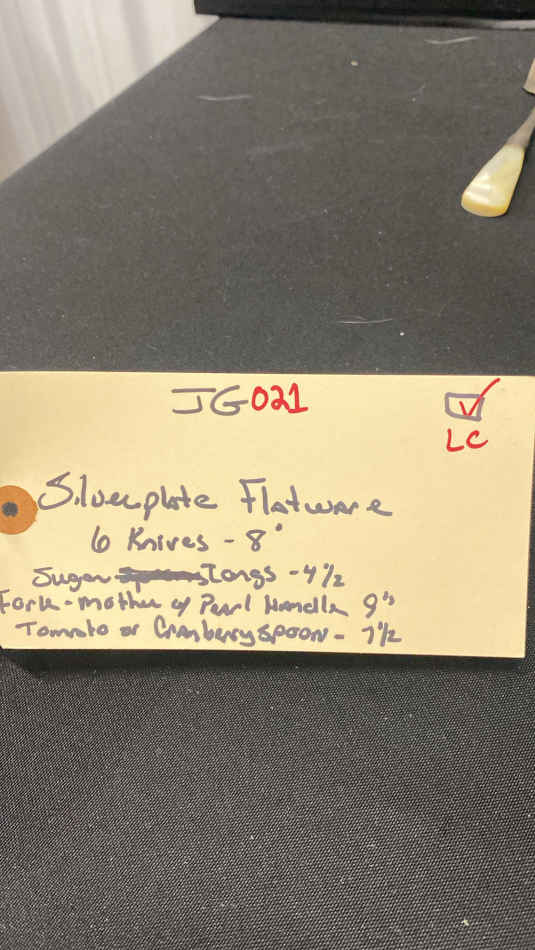 JG021
LC
Silverplate Flatware
6 Knives - 8"
Sugar Tongs - 4 1/2
Fork - mother of Pearl Handle 9"
Tomato or Cranberry SPOON - 7 1/2